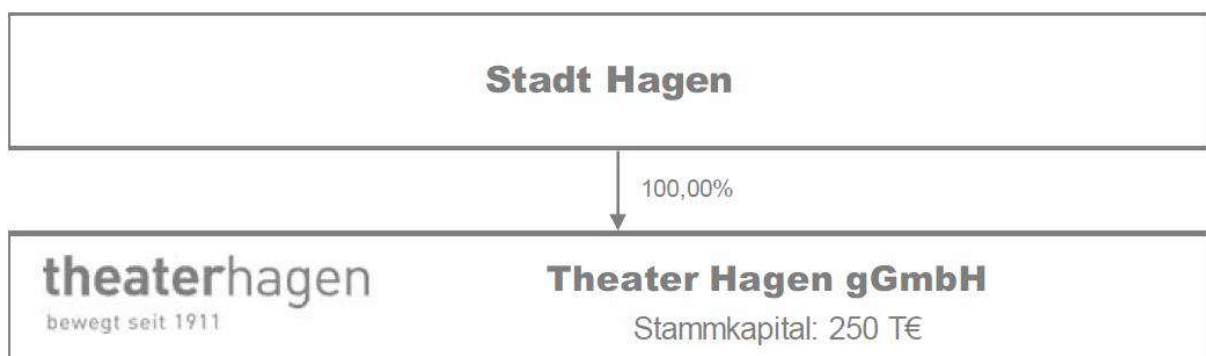 Stadt Hagen
100,00%
theaterhagen
bewegt seit 1911
Theater Hagen gGmbH
Stammkapital: 250 T€